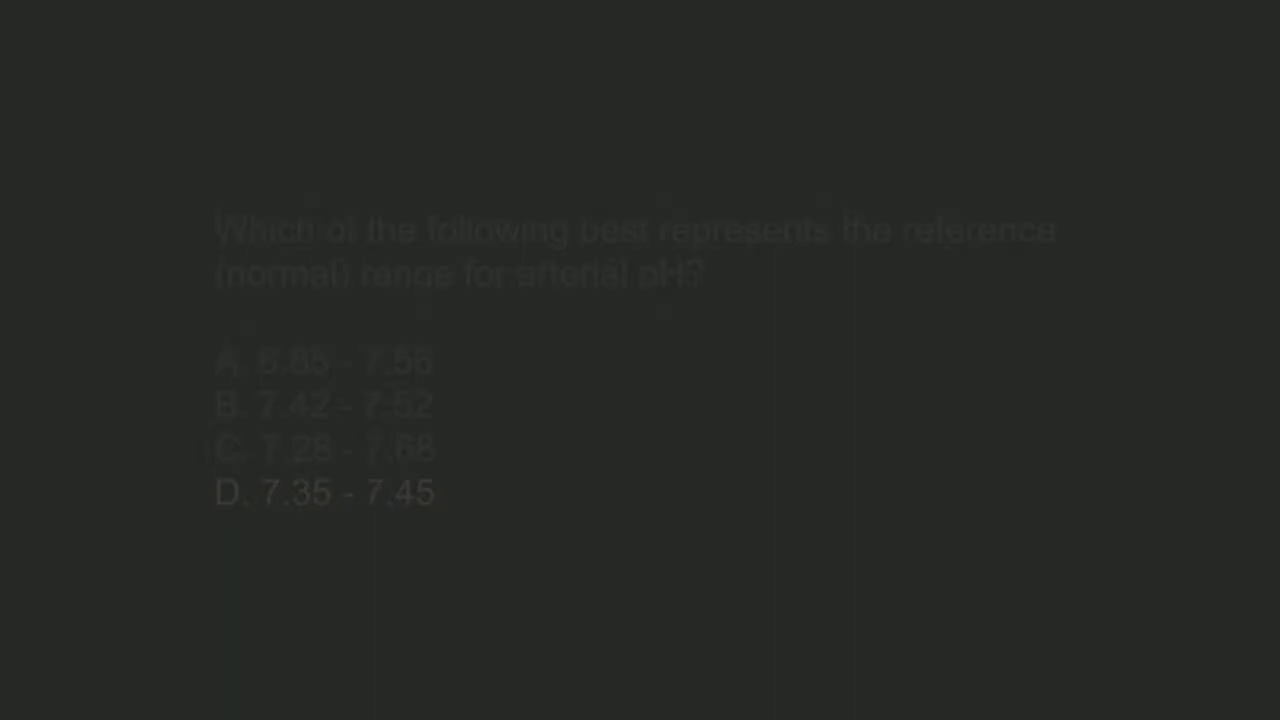 Which of the following best represents the reference
(normal) range for arterial pH?
A. 6.85 - 7.56
B. 7.42 - 7.52
C. 7.28 - 7.68
D. 7.35 - 7.45